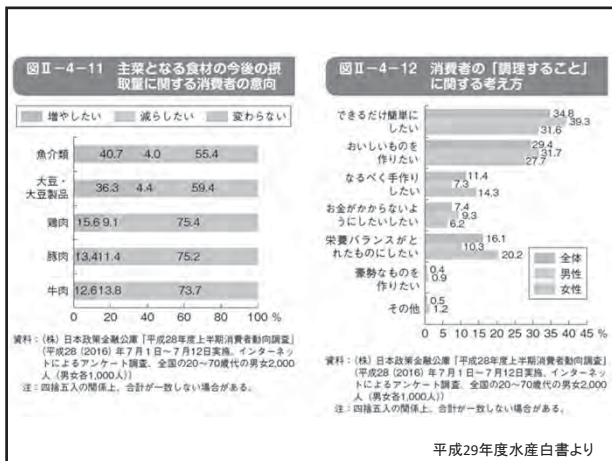 図Ⅱ-4-11 主菜となる食材の今後の摂
取量に関する消費者の意向
増やしたい 減らしたい 変わらない
魚介類 40.7 4.0 55.4
大豆・
大豆製品 36.3 4.4 59.4
鶏肉 15.6 9.1 75.4
豚肉 13.4 11.4 75.2
牛肉 12.6 13.8 73.7
0 20 40 60 80 100 %
資料:(株)日本政策金融公庫「平成28年度上半期消費者動向調査」
(平成28(2016)年7月1日~7月12日実施、インターネッ
トによるアンケート調査、全国の20~70歳代の男女2,000
人(男女各1,000人))
注:四捨五入の関係上、合計が一致しない場合がある。
図Ⅱ-4-12 消費者の「調理すること」
に関する考え方
できるだけ簡単に
したい
34.8
39.3
31.6
おいしいものを
作りたい
29.4
31.7
27.7
なるべく手作り
したい
11.4
7.3
14.3
お金がかからないよ
うにしたいしたい
7.4
9.3
6.2
栄養バランスがと
れたものにしたい
16.1
10.3
20.2
豪勢なものを
作りたい
0.4
0.9
その他
0.5
1.2
全体
男性
女性
0 5 10 15 20 25 30 35 40 45 %
資料:(株)日本政策金融公庫「平成28年度上半期消費者動向調査」
(平成28(2016)年7月1日~7月12日実施、インターネッ
トによるアンケート調査、全国の20~70歳代の男女2,000
人(男女各1,000人))
注:四捨五入の関係上、合計が一致しない場合がある。
平成29年度水産白書より